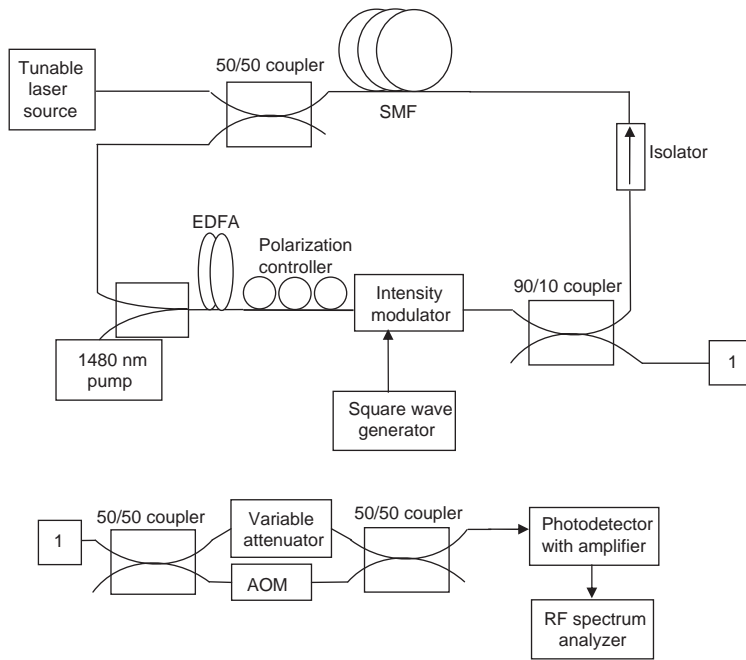 50/50 coupler
Tunable
laser
source
SMF
Isolator
EDFA
Polarization
controller
90/10 coupler
Intensity
modulator
1480 nm
pump
1
Square wave
generator
50/50 coupler
Variable
attenuator
50/50 coupler
1
Photodetector
with amplifier
AOM
RF spectrum
analyzer